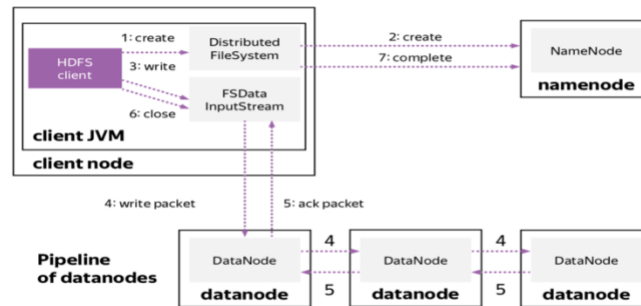 1: create
HDFS
client
3: write
6: close
Distributed
FileSystem
FSData
InputStream
client JVM
client node
2: create
7: complete
NameNode
namenode
4: write packet
5: ack packet
Pipeline
of datanodes
DataNode
datanode
4
5
DataNode
datanode
4
5
DataNode
datanode